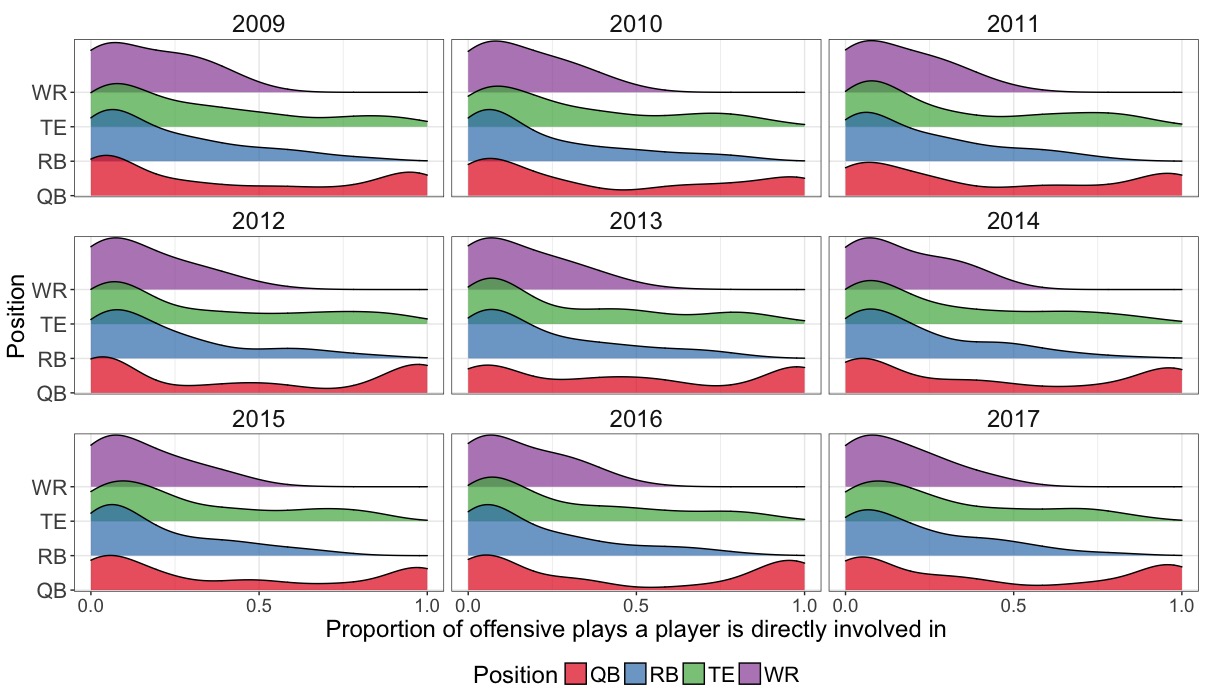 2009 2010 2011
WR
TE
RB
QB
2012 2013 2014
WR
TE
RB
QB
Position
2015 2016 2017
WR
TE
RB
QB
0.0 0.5 1.0 0.0 0.5 1.0 0.0 0.5 1.0
Proportion of offensive plays a player is directly involved in
Position QB RB TE WR